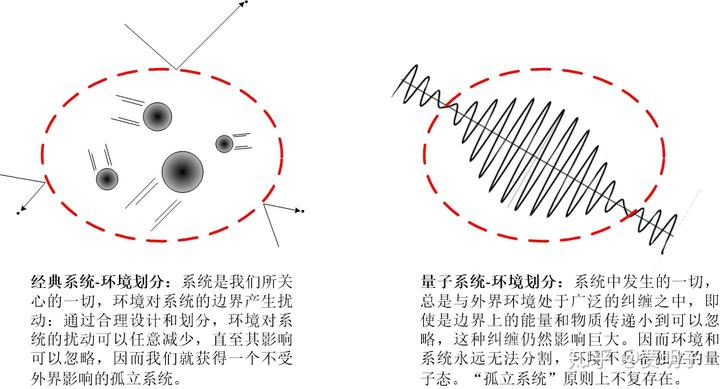 经典系统-环境划分：系统是我们所关
心的一切，环境对系统的边界产生扰
动：通过合理设计和划分，环境对系
统的扰动可以任意减少，直至其影响
可以忽略，因而我们就获得一个不受
外界影响的孤立系统。
量子系统-环境划分：系统中发生的一切，
总是与外界环境处于广泛的纠缠之中，即
使是边界上的能量和物质传递小到可以忽
略，这种纠缠仍然影响巨大。因而环境和
系统永远无法分割，环境不存在独立的量
子态。“孤立系统”原则上不复存在。
知乎